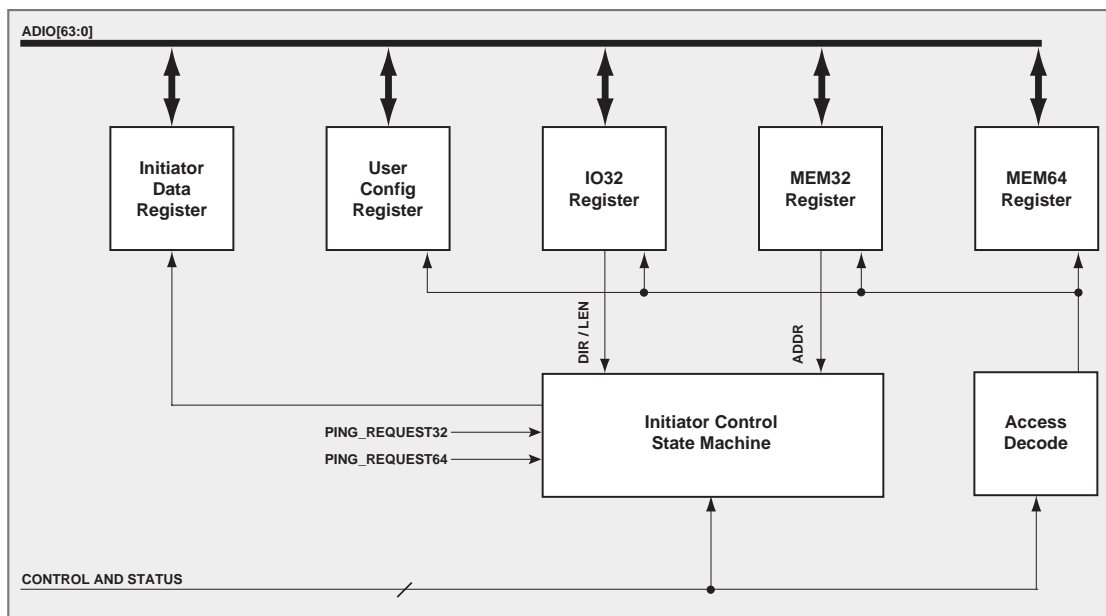 ADIO[63:0]
Initiator
Data
Register
User
Config
Register
IO32
Register
MEM32
Register
MEM64
Register
DIR / LEN
ADDR
PING_REQUEST32
PING_REQUEST64
Initiator Control
State Machine
Access
Decode
CONTROL AND STATUS